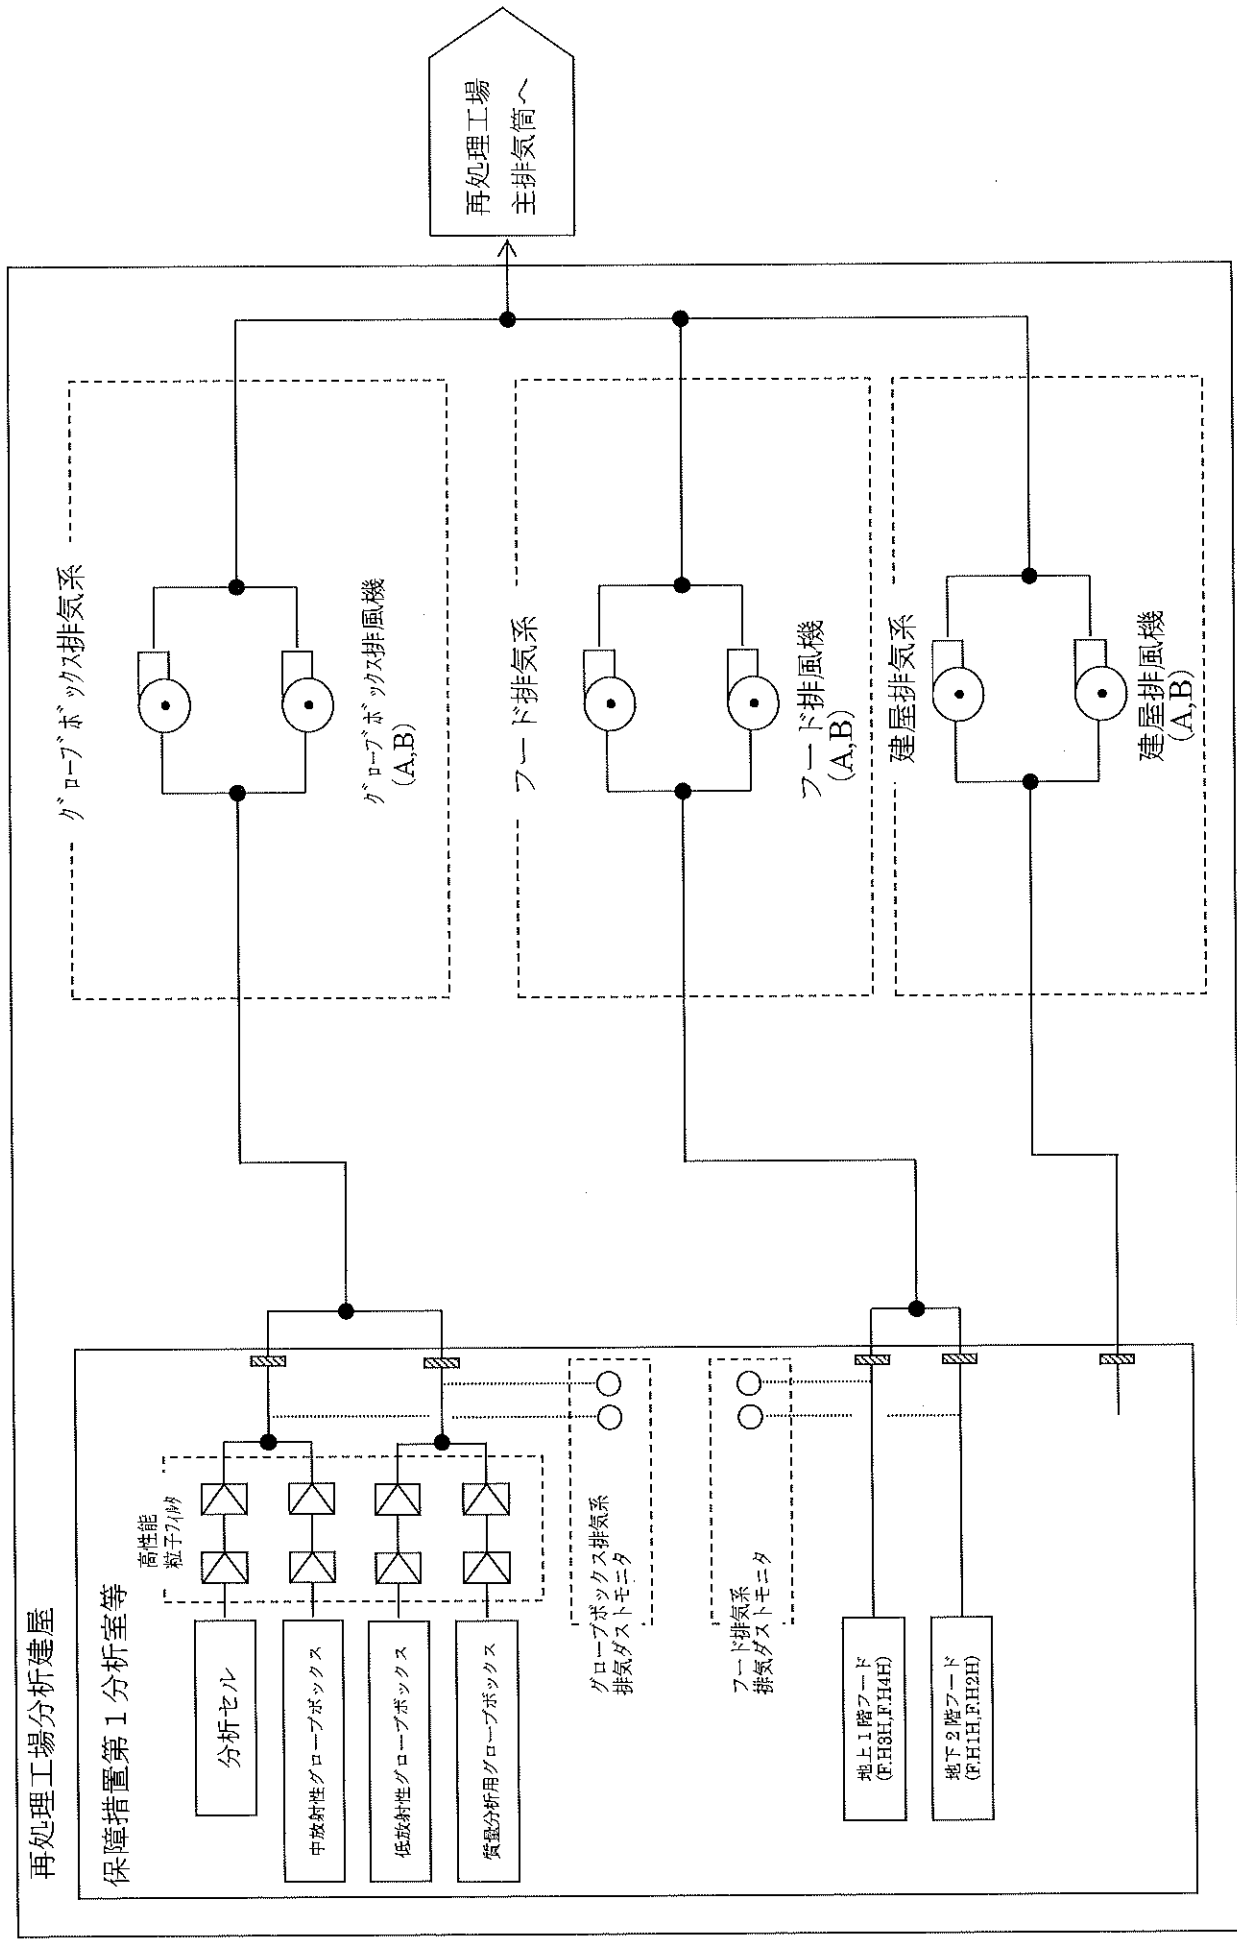 再処理工場分析建屋
保障措置第１分析室等
高性能
粒子フィルタ
分析セル
中放射性グローブボックス
低放射性グローブボックス
質量分析用グローブボックス
グローブボックス排気系
排気ダストモニタ
フード排気系
排気ダストモニタ
地上１階フード
(F.H3H,F.H4H)
地下２階フード
(F.H1H,F.H2H)
グローブボックス排気系
グローブボックス排風機
(A,B)
フード排気系
フード排風機
(A,B)
建屋排気系
建屋排風機
(A,B)
再処理工場
主排気筒へ